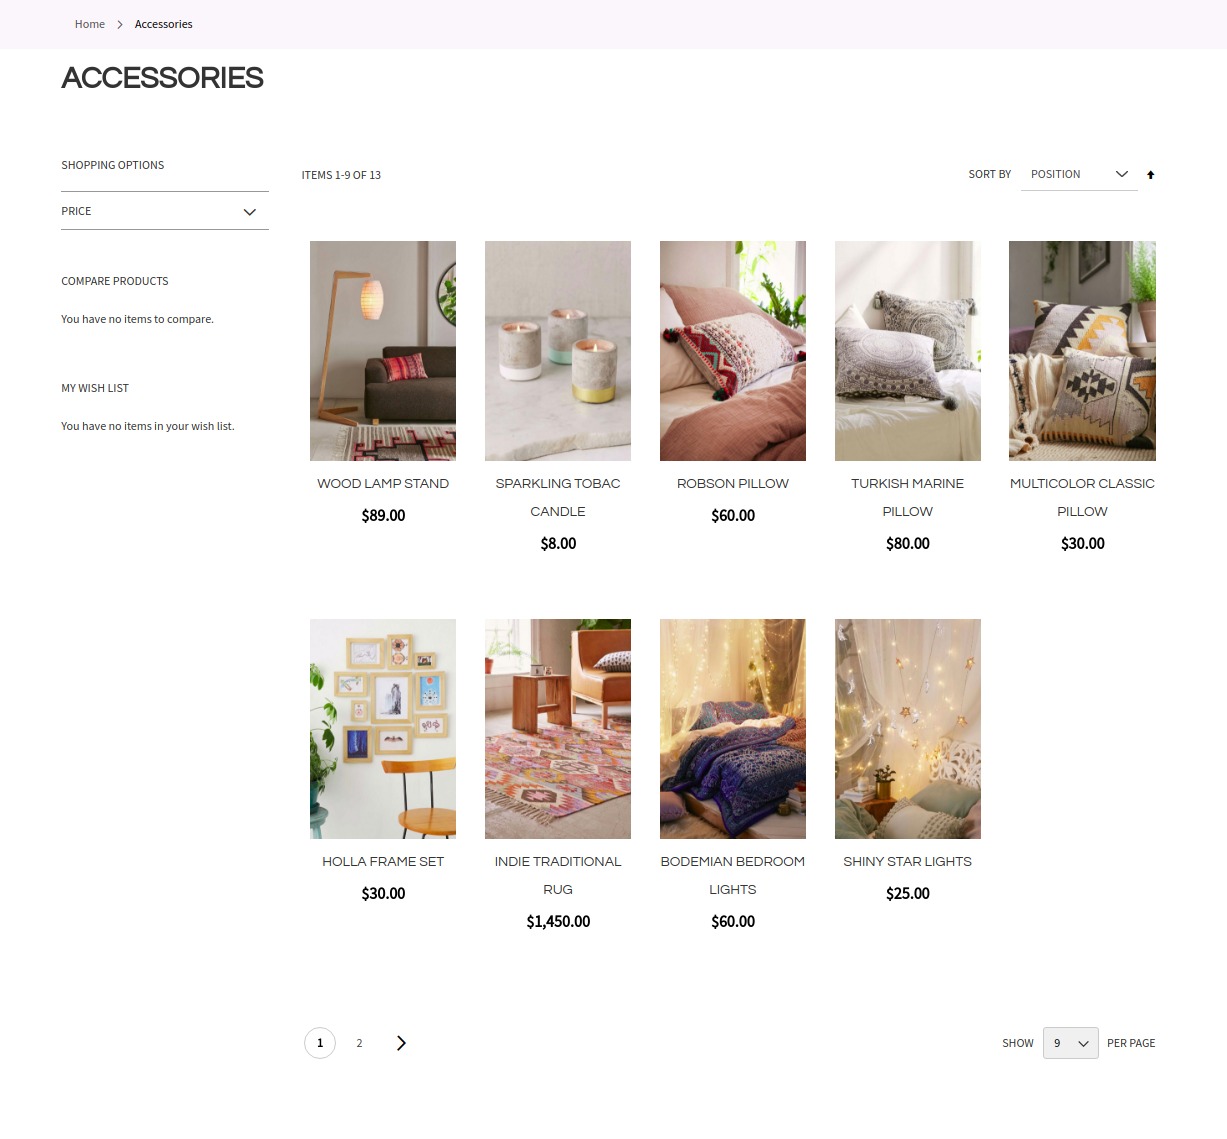 Home > Accessories
ACCESSORIES
SHOPPING OPTIONS
PRICE
COMPARE PRODUCTS
You have no items to compare.
MY WISH LIST
You have no items in your wish list.
ITEMS 1-9 OF 13
SORT BY POSITION
WOOD LAMP STAND
$89.00
SPARKLING TOBAC
CANDLE
$8.00
ROBSON PILLOW
$60.00
TURKISH MARINE
PILLOW
$80.00
MULTICOLOR CLASSIC
PILLOW
$30.00
HOLLA FRAME SET
$30.00
INDIE TRADITIONAL
RUG
$1,450.00
BODEMIAN BEDROOM
LIGHTS
$60.00
SHINY STAR LIGHTS
$25.00
1 2
SHOW 9 PER PAGE